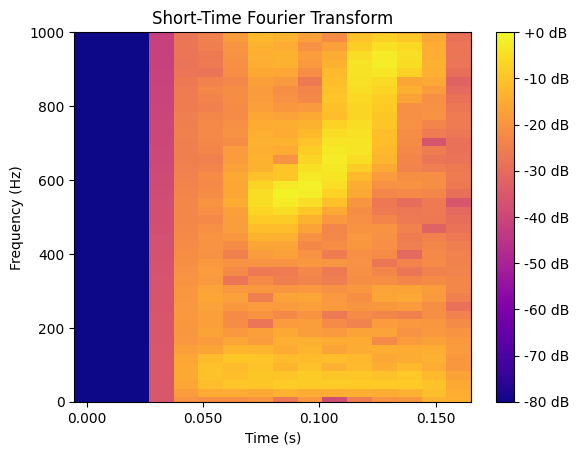 Short-Time Fourier Transform
1000
800
600
400
200
0
Frequency (Hz)
0.000
0.050
0.100
0.150
Time (s)
+0 dB
-10 dB
-20 dB
-30 dB
-40 dB
-50 dB
-60 dB
-70 dB
-80 dB